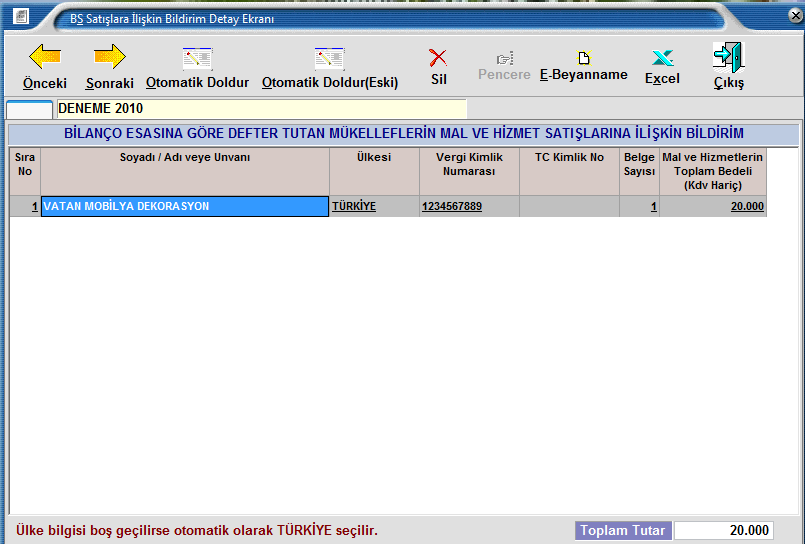 BS Satışlara İlişkin Bildirim Detay Ekranı
Önceki Sonraki Otomatik Doldur Otomatik Doldur(Eski) Sil Pencere E-Beyanname Excel Çıkış
DENEME 2010
BİLANÇO ESASINA GÖRE DEFTER TUTAN MÜKELLEFLERİN MAL VE HİZMET SATIŞLARINA İLİŞKİN BİLDİRİM
Sıra No Soyadı / Adı veye Unvanı Ülkesi Vergi Kimlik Numarası TC Kimlik No Belge Sayısı Mal ve Hizmetlerin Toplam Bedeli (Kdv Hariç)
1 VATAN MOBİLYA DEKORASYON TÜRKİYE 1234567889 1 20.000
Ülke bilgisi boş geçilirse otomatik olarak TÜRKİYE seçilir. Toplam Tutar 20.000